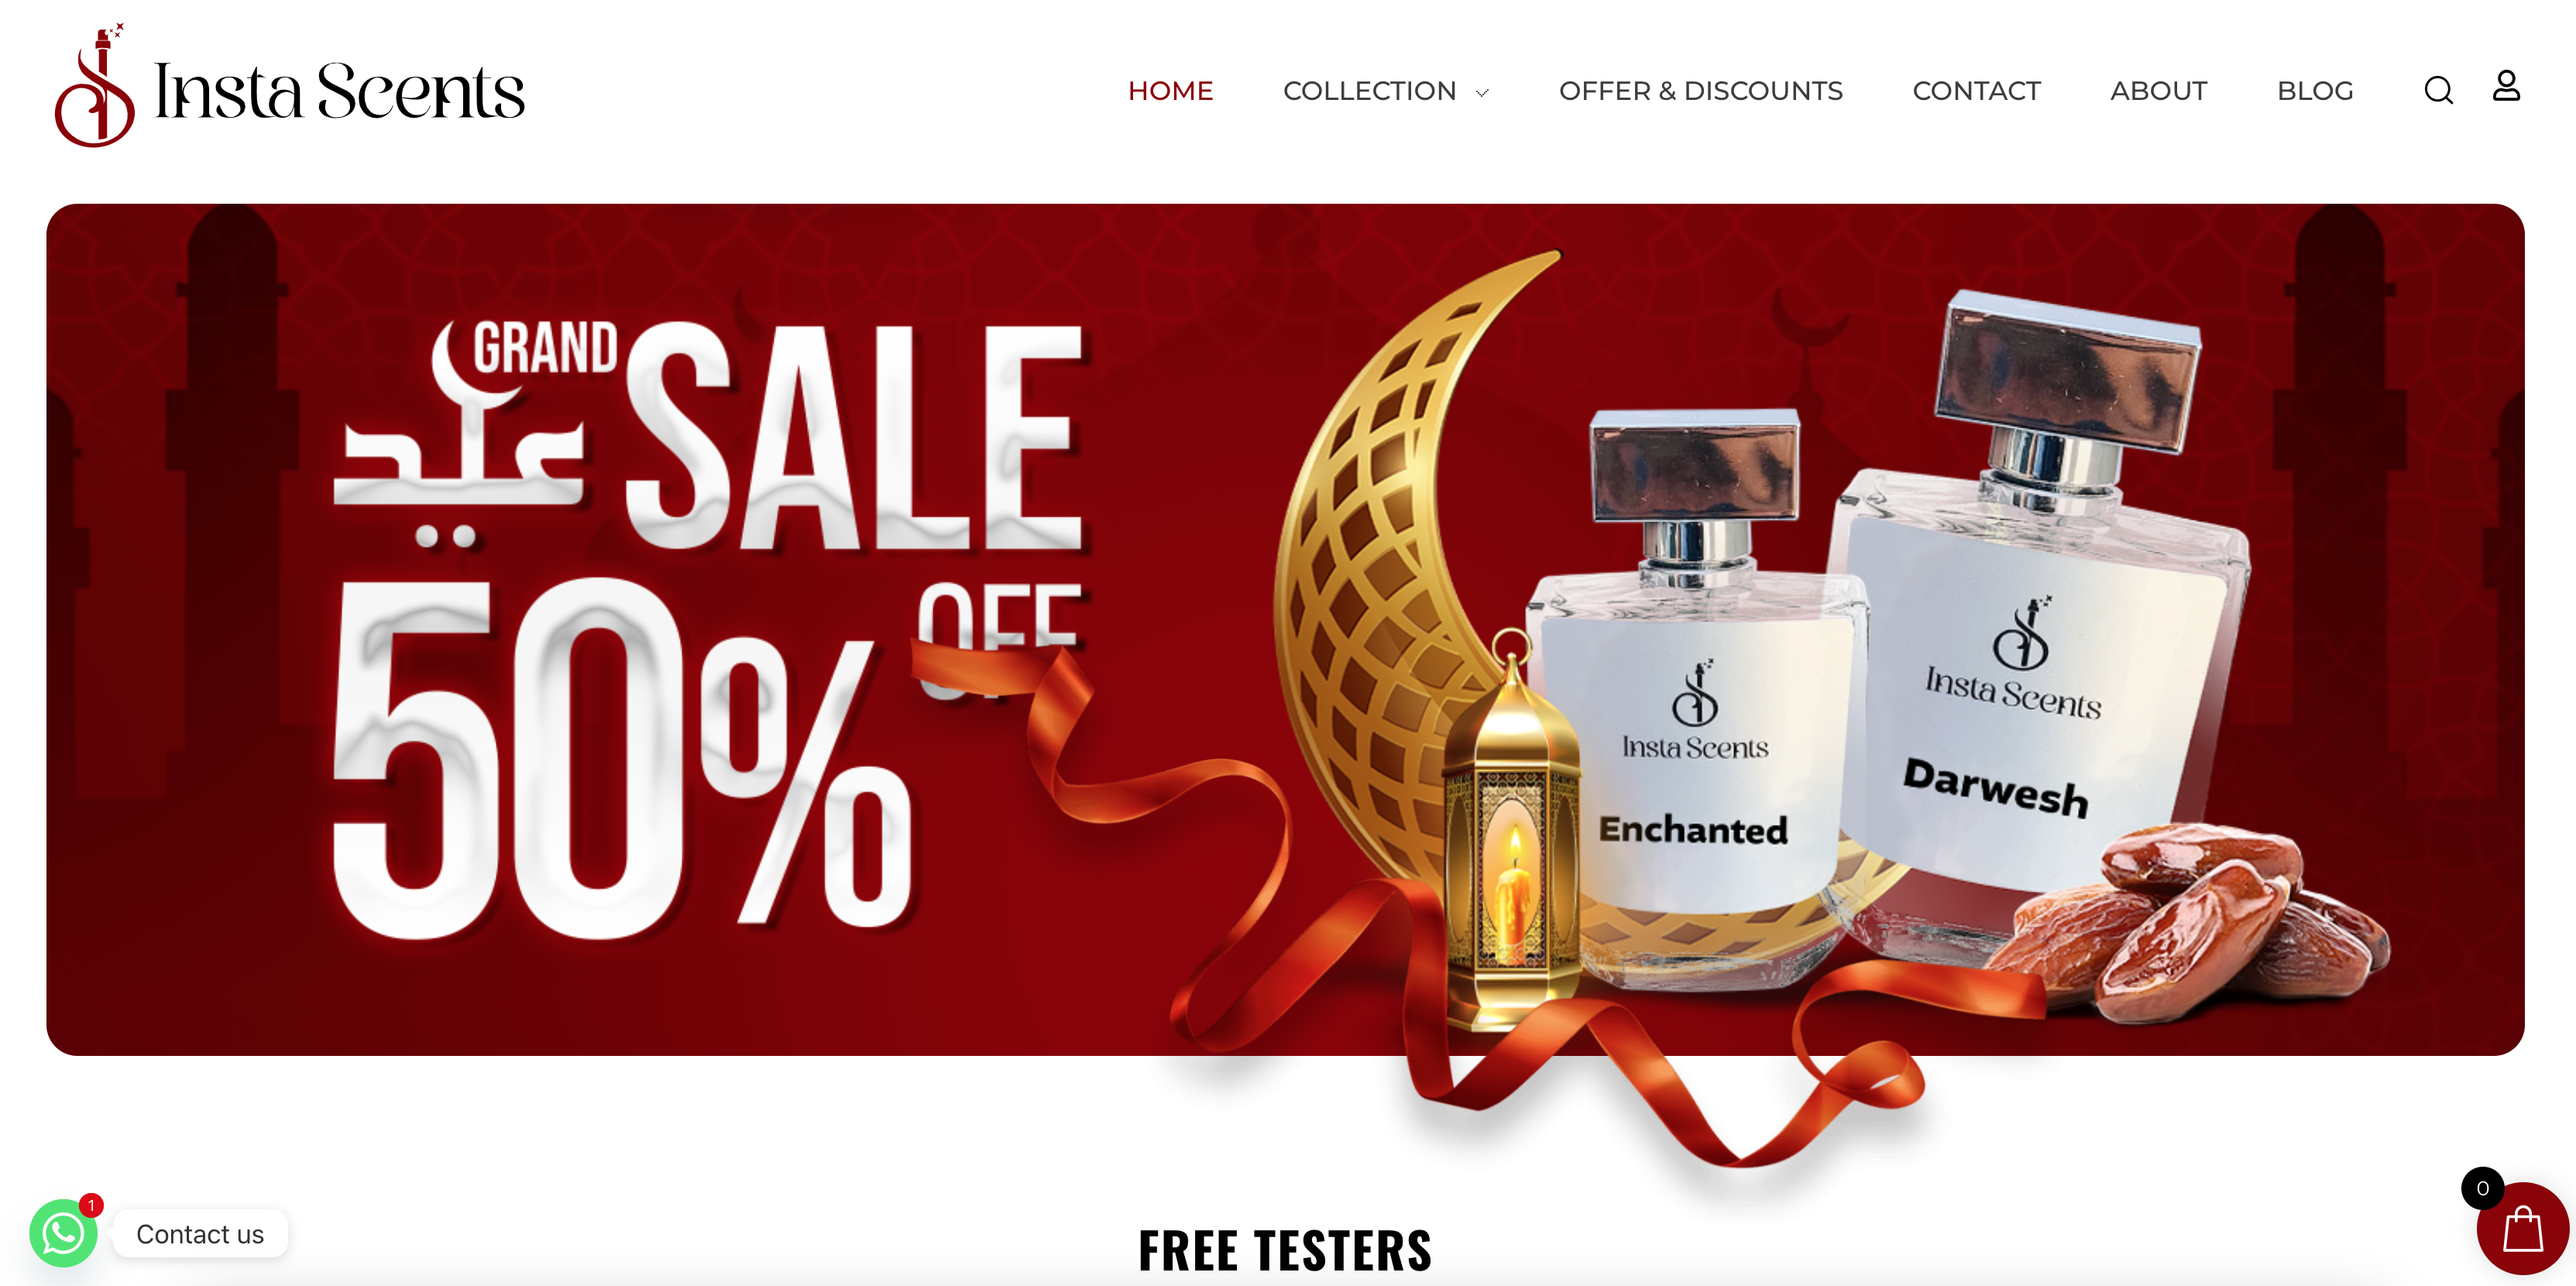 Insta Scents
HOME
COLLECTION
OFFER & DISCOUNTS
CONTACT
ABOUT
BLOG
GRAND
عيد
SALE
50%
OFF
Insta Scents
Enchanted
Insta Scents
Darwesh
1
Contact us
FREE TESTERS
0